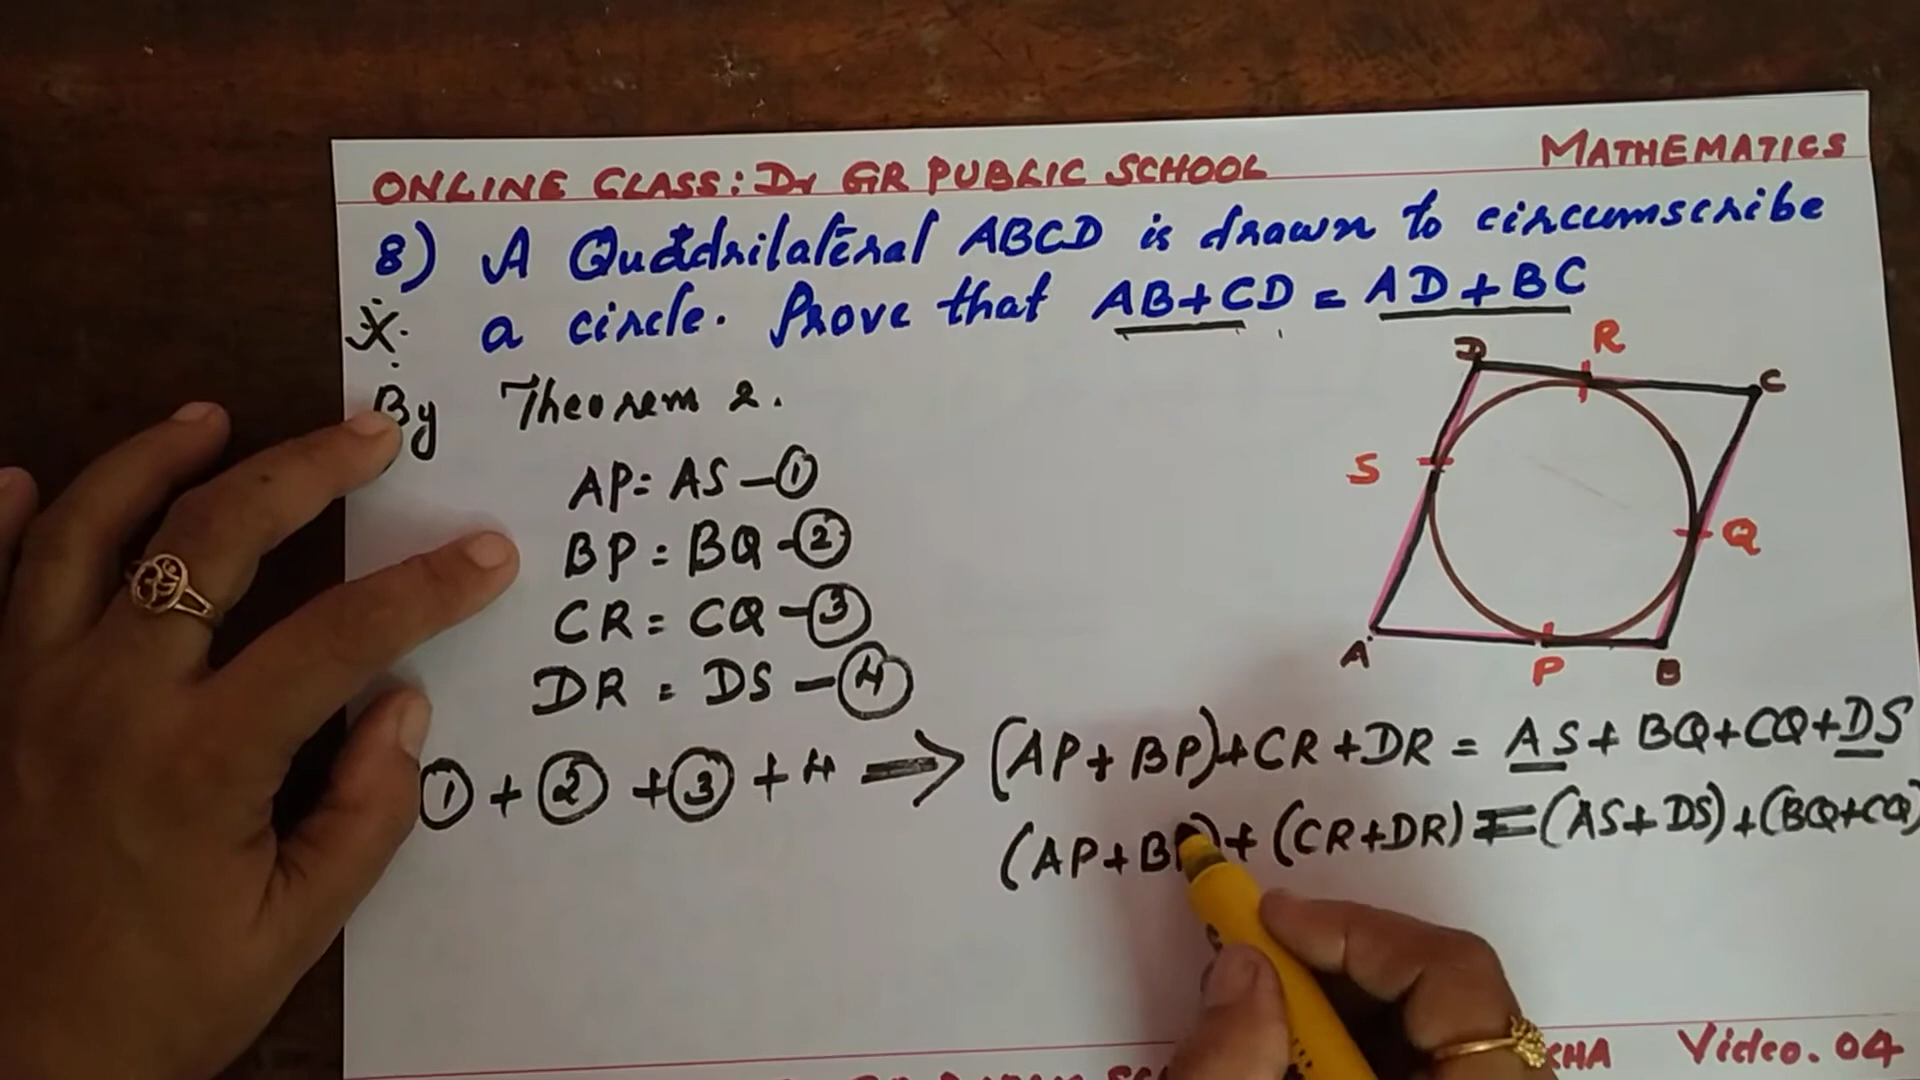 ONLINE CLASS: Dr GR PUBLIC SCHOOL
MATHEMATICS
8) A Quadrilateral ABCD is drawn to circumscribe
a circle. Prove that AB+CD = AD+BC
By Theorem 2.
AP = AS - ①
BP = BQ - ②
CR = CQ - ③
DR = DS - ④
① + ② + ③ + 4 ⟹ (AP + BP) + CR + DR = AS + BQ + CQ + DS
(AP + BP) + (CR + DR) = (AS + DS) + (BQ + CQ)
D
R
C
S
Q
A
P
B
Video. 04